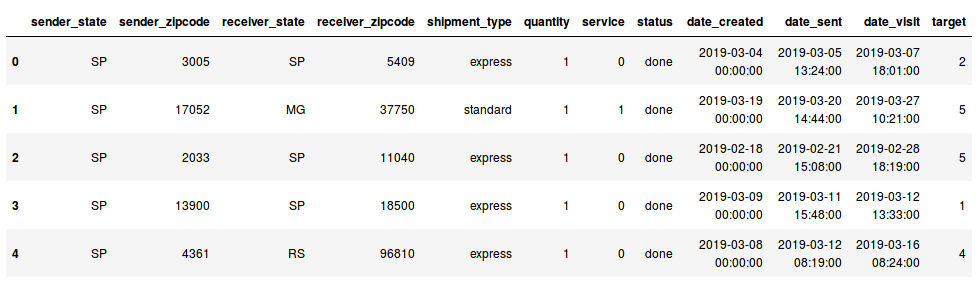 sender_state sender_zipcode receiver_state receiver_zipcode shipment_type quantity service status date_created date_sent date_visit target
0 SP 3005 SP 5409 express 1 0 done 2019-03-04 00:00:00 2019-03-05 13:24:00 2019-03-07 18:01:00 2
1 SP 17052 MG 37750 standard 1 1 done 2019-03-19 00:00:00 2019-03-20 14:44:00 2019-03-27 10:21:00 5
2 SP 2033 SP 11040 express 1 0 done 2019-02-18 00:00:00 2019-02-21 15:08:00 2019-02-28 18:19:00 5
3 SP 13900 SP 18500 express 1 0 done 2019-03-09 00:00:00 2019-03-11 15:48:00 2019-03-12 13:33:00 1
4 SP 4361 RS 96810 express 1 0 done 2019-03-08 00:00:00 2019-03-12 08:19:00 2019-03-16 08:24:00 4